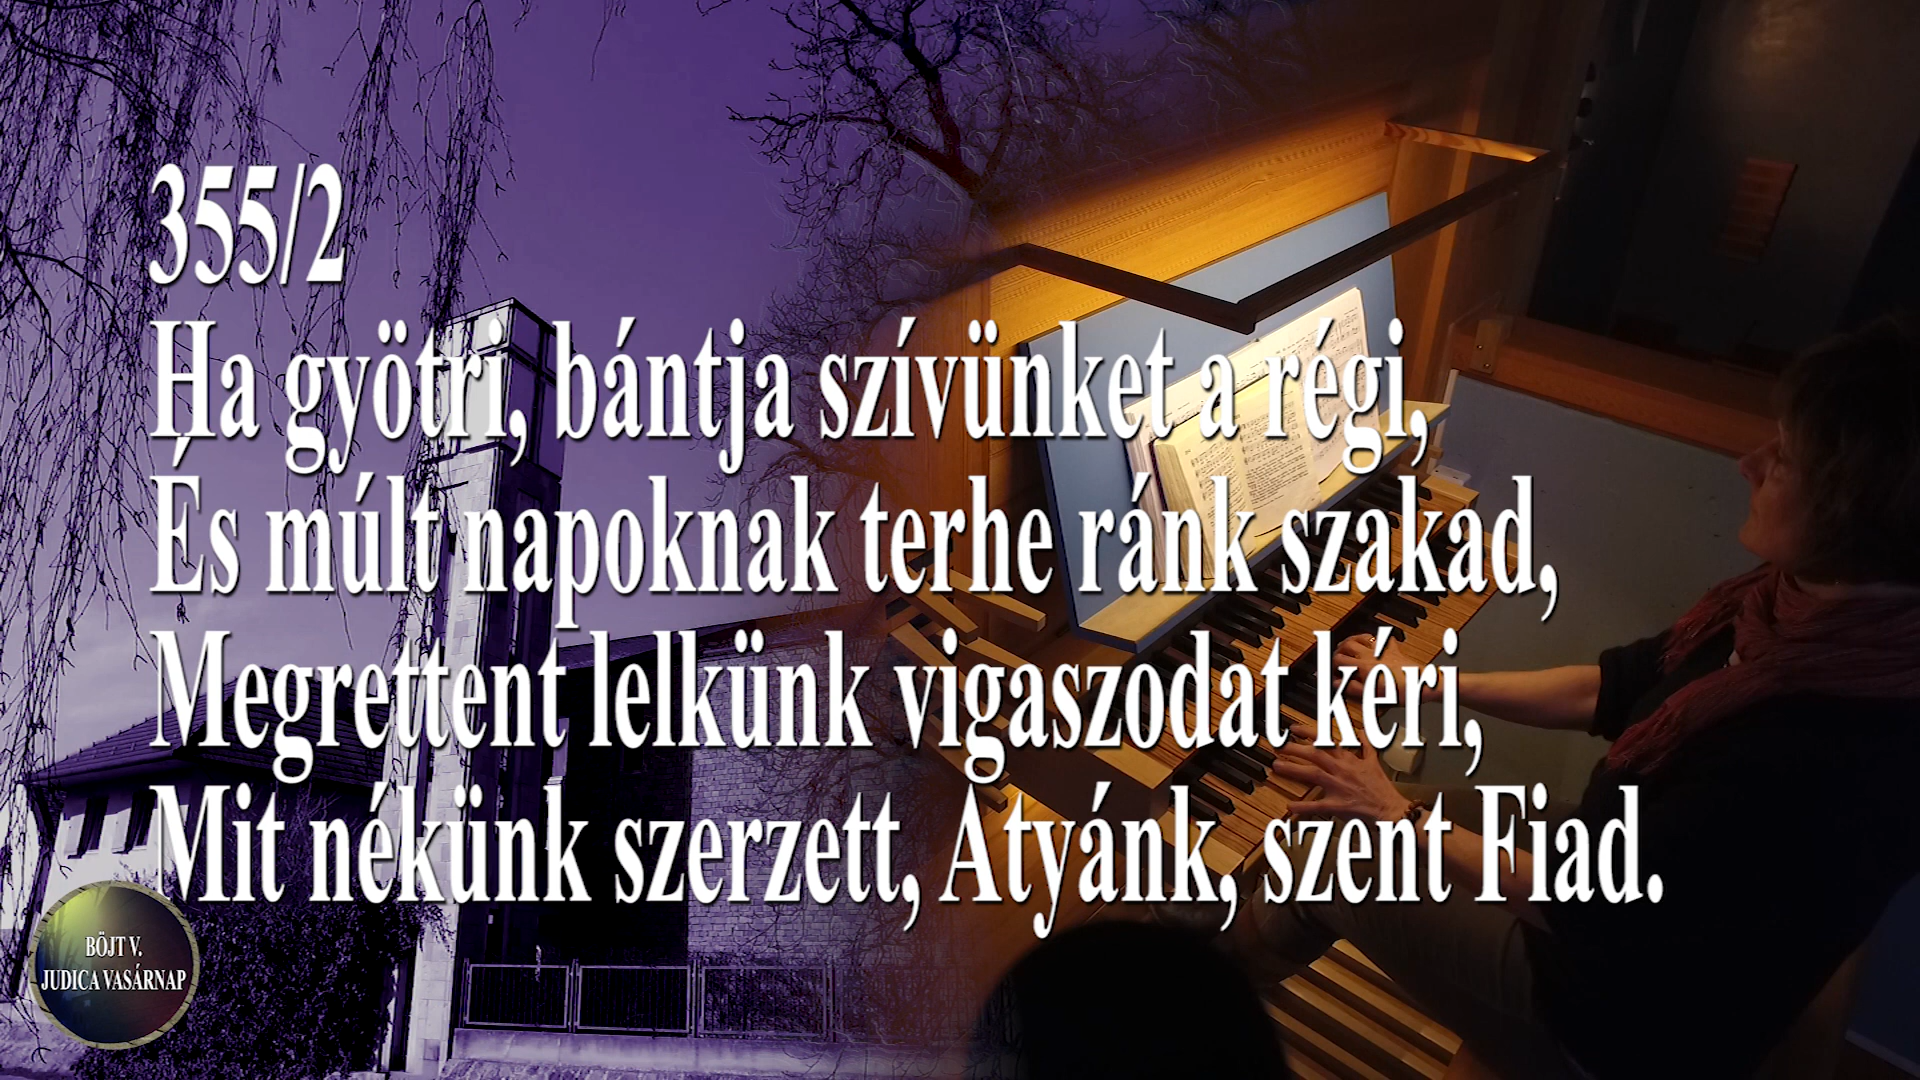 355/2
Ha gyötri, bántja szívünket a régi,
És múlt napoknak terhe ránk szakad,
Megrettent lelkünk vigaszodat kéri,
Mit nékünk szerzett, Atyánk, szent Fiad.
BÖJT V.
JUDICA VASÁRNAP